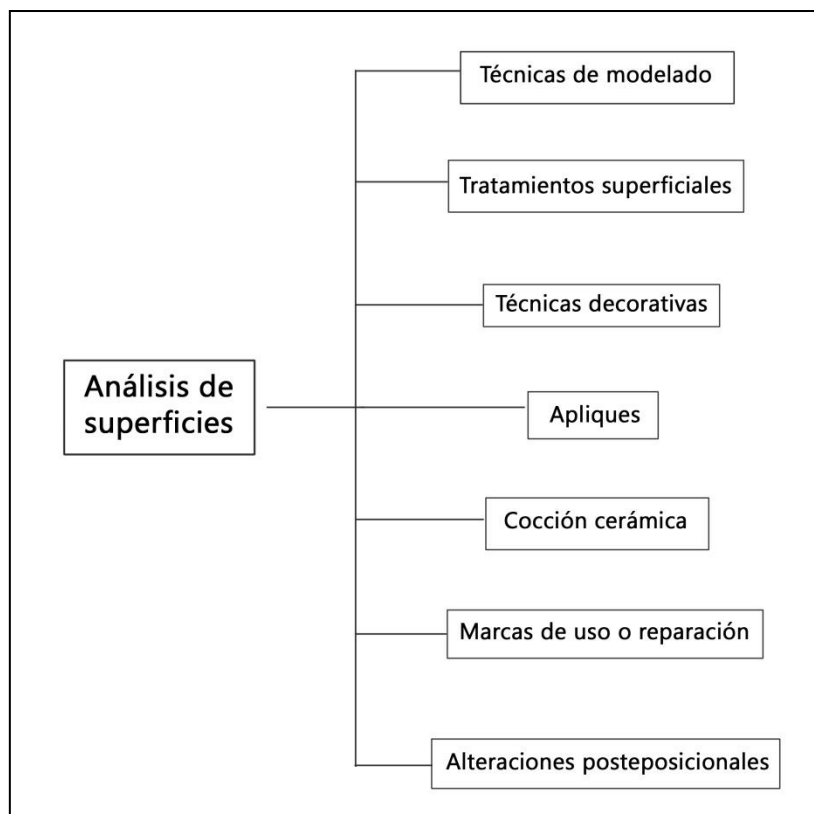 Técnicas de modelado
Tratamientos superficiales
Técnicas decorativas
Análisis de
superficies
Apliques
Cocción cerámica
Marcas de uso o reparación
Alteraciones posteposicionales